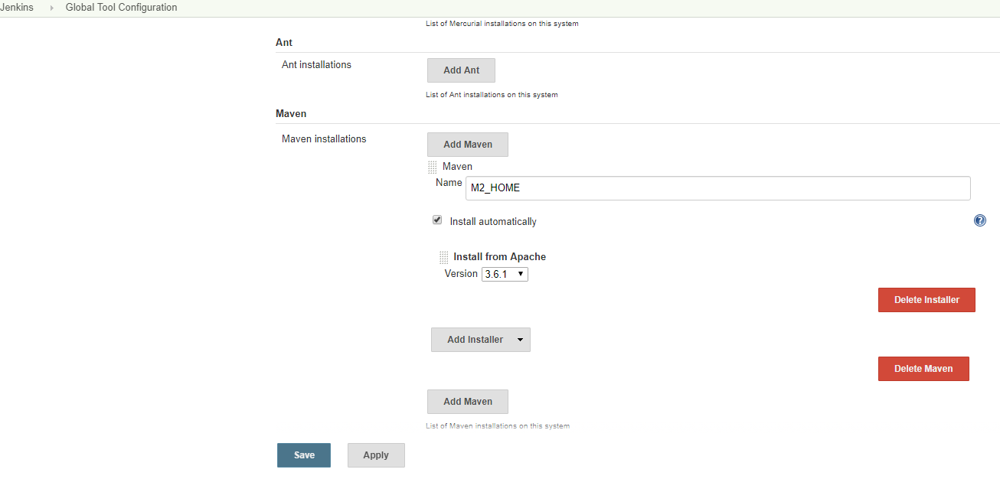 Jenkins Global Tool Configuration
List of Mercurial installations on this system
Ant
Ant installations Add Ant
List of Ant installations on this system
Maven
Maven installations Add Maven
Maven
Name M2_HOME
Install automatically
Install from Apache
Version 3.6.1
Delete Installer
Add Installer
Delete Maven
Add Maven
List of Maven installations on this system
Save Apply